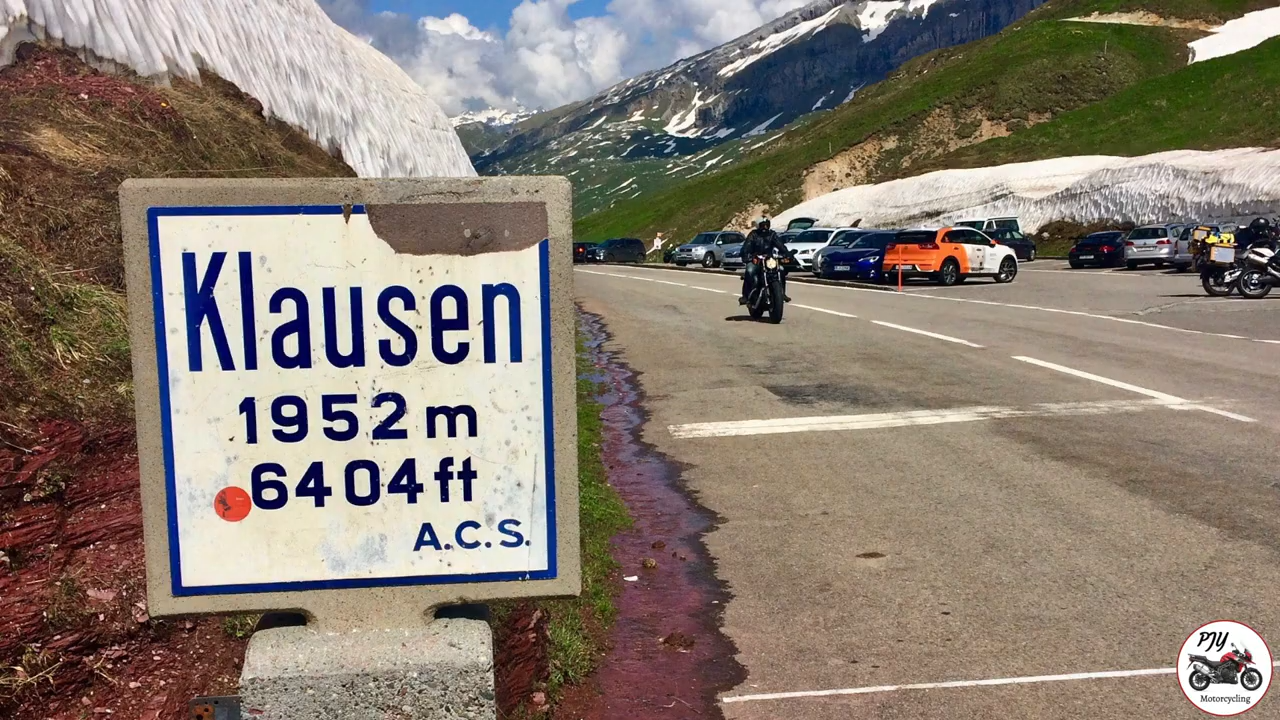 Klausen
1952 m
6404 ft
A.C.S.
PJY
Motorcycling